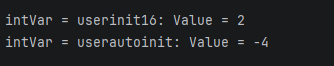 intVar = userinit16: Value = 2
intVar = userautoinit: Value = -4